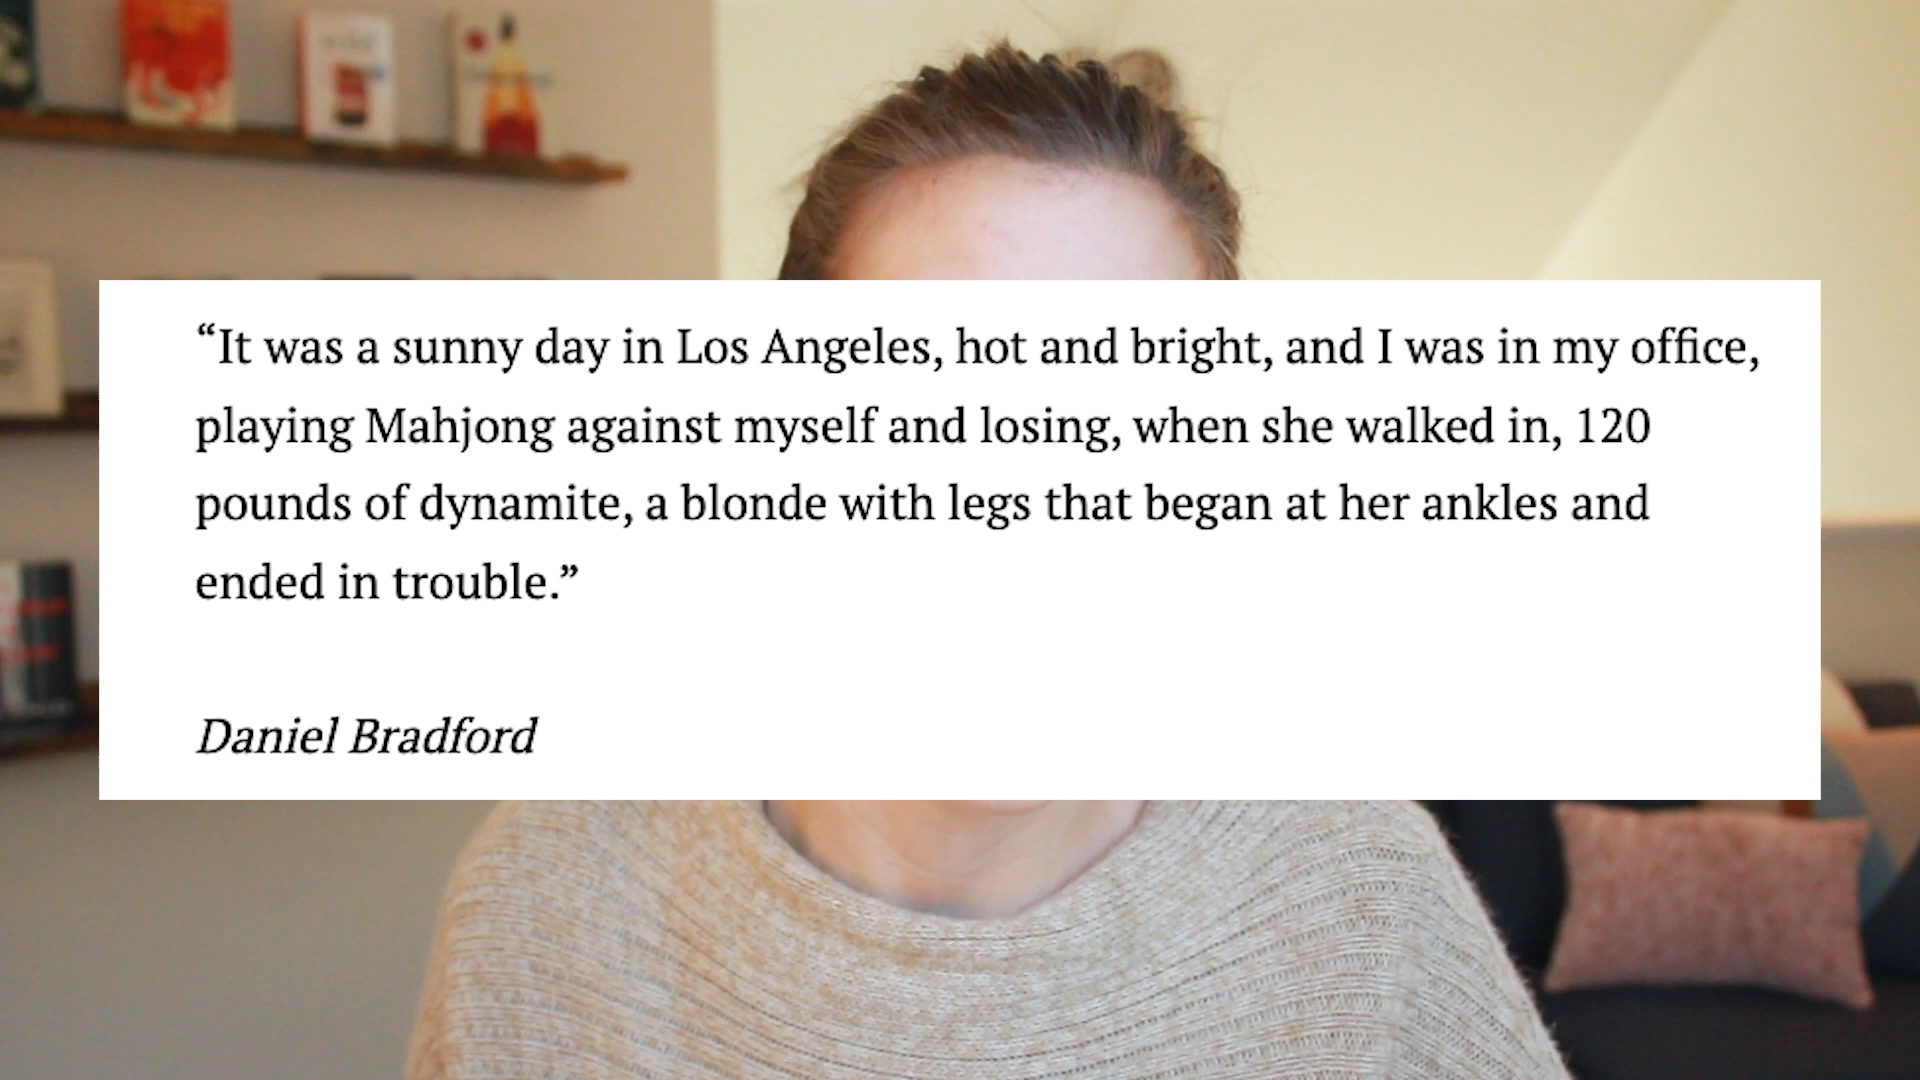 “It was a sunny day in Los Angeles, hot and bright, and I was in my office,
playing Mahjong against myself and losing, when she walked in, 120
pounds of dynamite, a blonde with legs that began at her ankles and
ended in trouble.”
Daniel Bradford